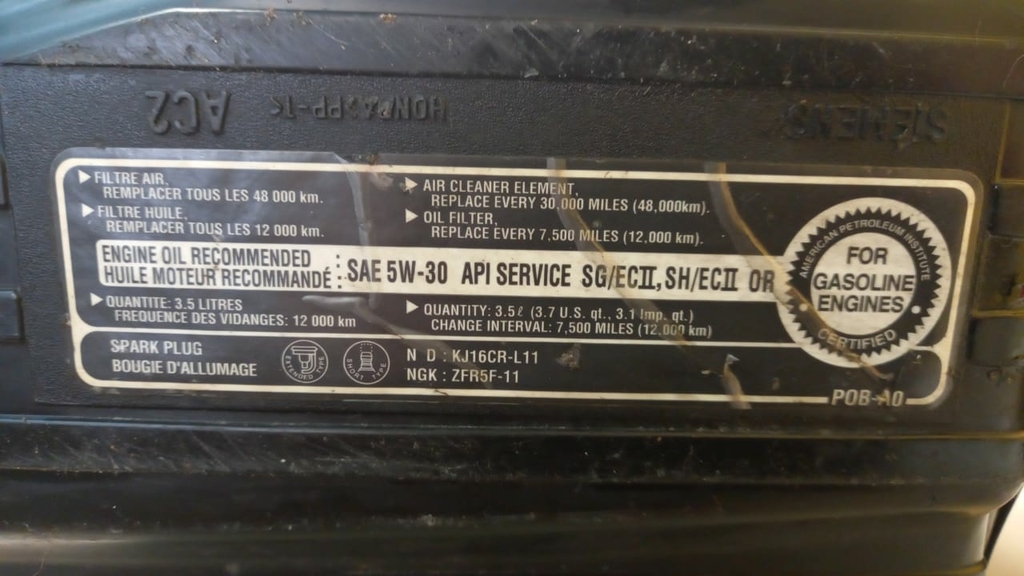 AC2
HONDA >PP-T<
SIEMENS
FILTRE AIR,
REMPLACER TOUS LES 48 000 km.
FILTRE HUILE,
REMPLACER TOUS LES 12 000 km.
AIR CLEANER ELEMENT,
REPLACE EVERY 30,000 MILES (48,000km).
OIL FILTER,
REPLACE EVERY 7,500 MILES (12,000 km).
ENGINE OIL RECOMMENDED
HUILE MOTEUR RECOMMANDÉ
: SAE 5W-30 API SERVICE SG/ECII, SH/ECII OR
AMERICAN PETROLEUM INSTITUTE
FOR
GASOLINE
ENGINES
CERTIFIED
QUANTITE: 3.5 LITRES
FREQUENCE DES VIDANGES: 12 000 km
QUANTITY: 3.5ℓ (3.7 U.S. qt., 3.1 Imp. qt.)
CHANGE INTERVAL: 7,500 MILES (12,000 km)
SPARK PLUG
BOUGIE D'ALLUMAGE
EXTENDED TYPE
SHORT TYPE
N D : KJ16CR-L11
NGK : ZFR5F-11
POB-A0